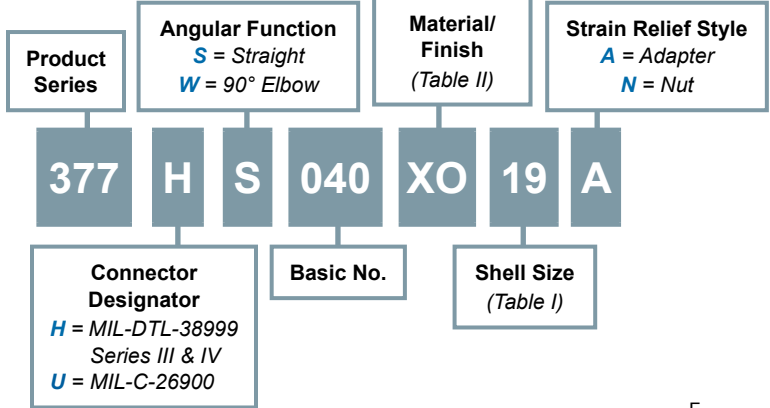 Product
Series
Angular Function
S = Straight
W = 90° Elbow
Material/
Finish
(Table II)
Strain Relief Style
A = Adapter
N = Nut
377 H S 040 XO 19 A
Connector
Designator
H = MIL-DTL-38999
Series III & IV
U = MIL-C-26900
Basic No.
Shell Size
(Table I)